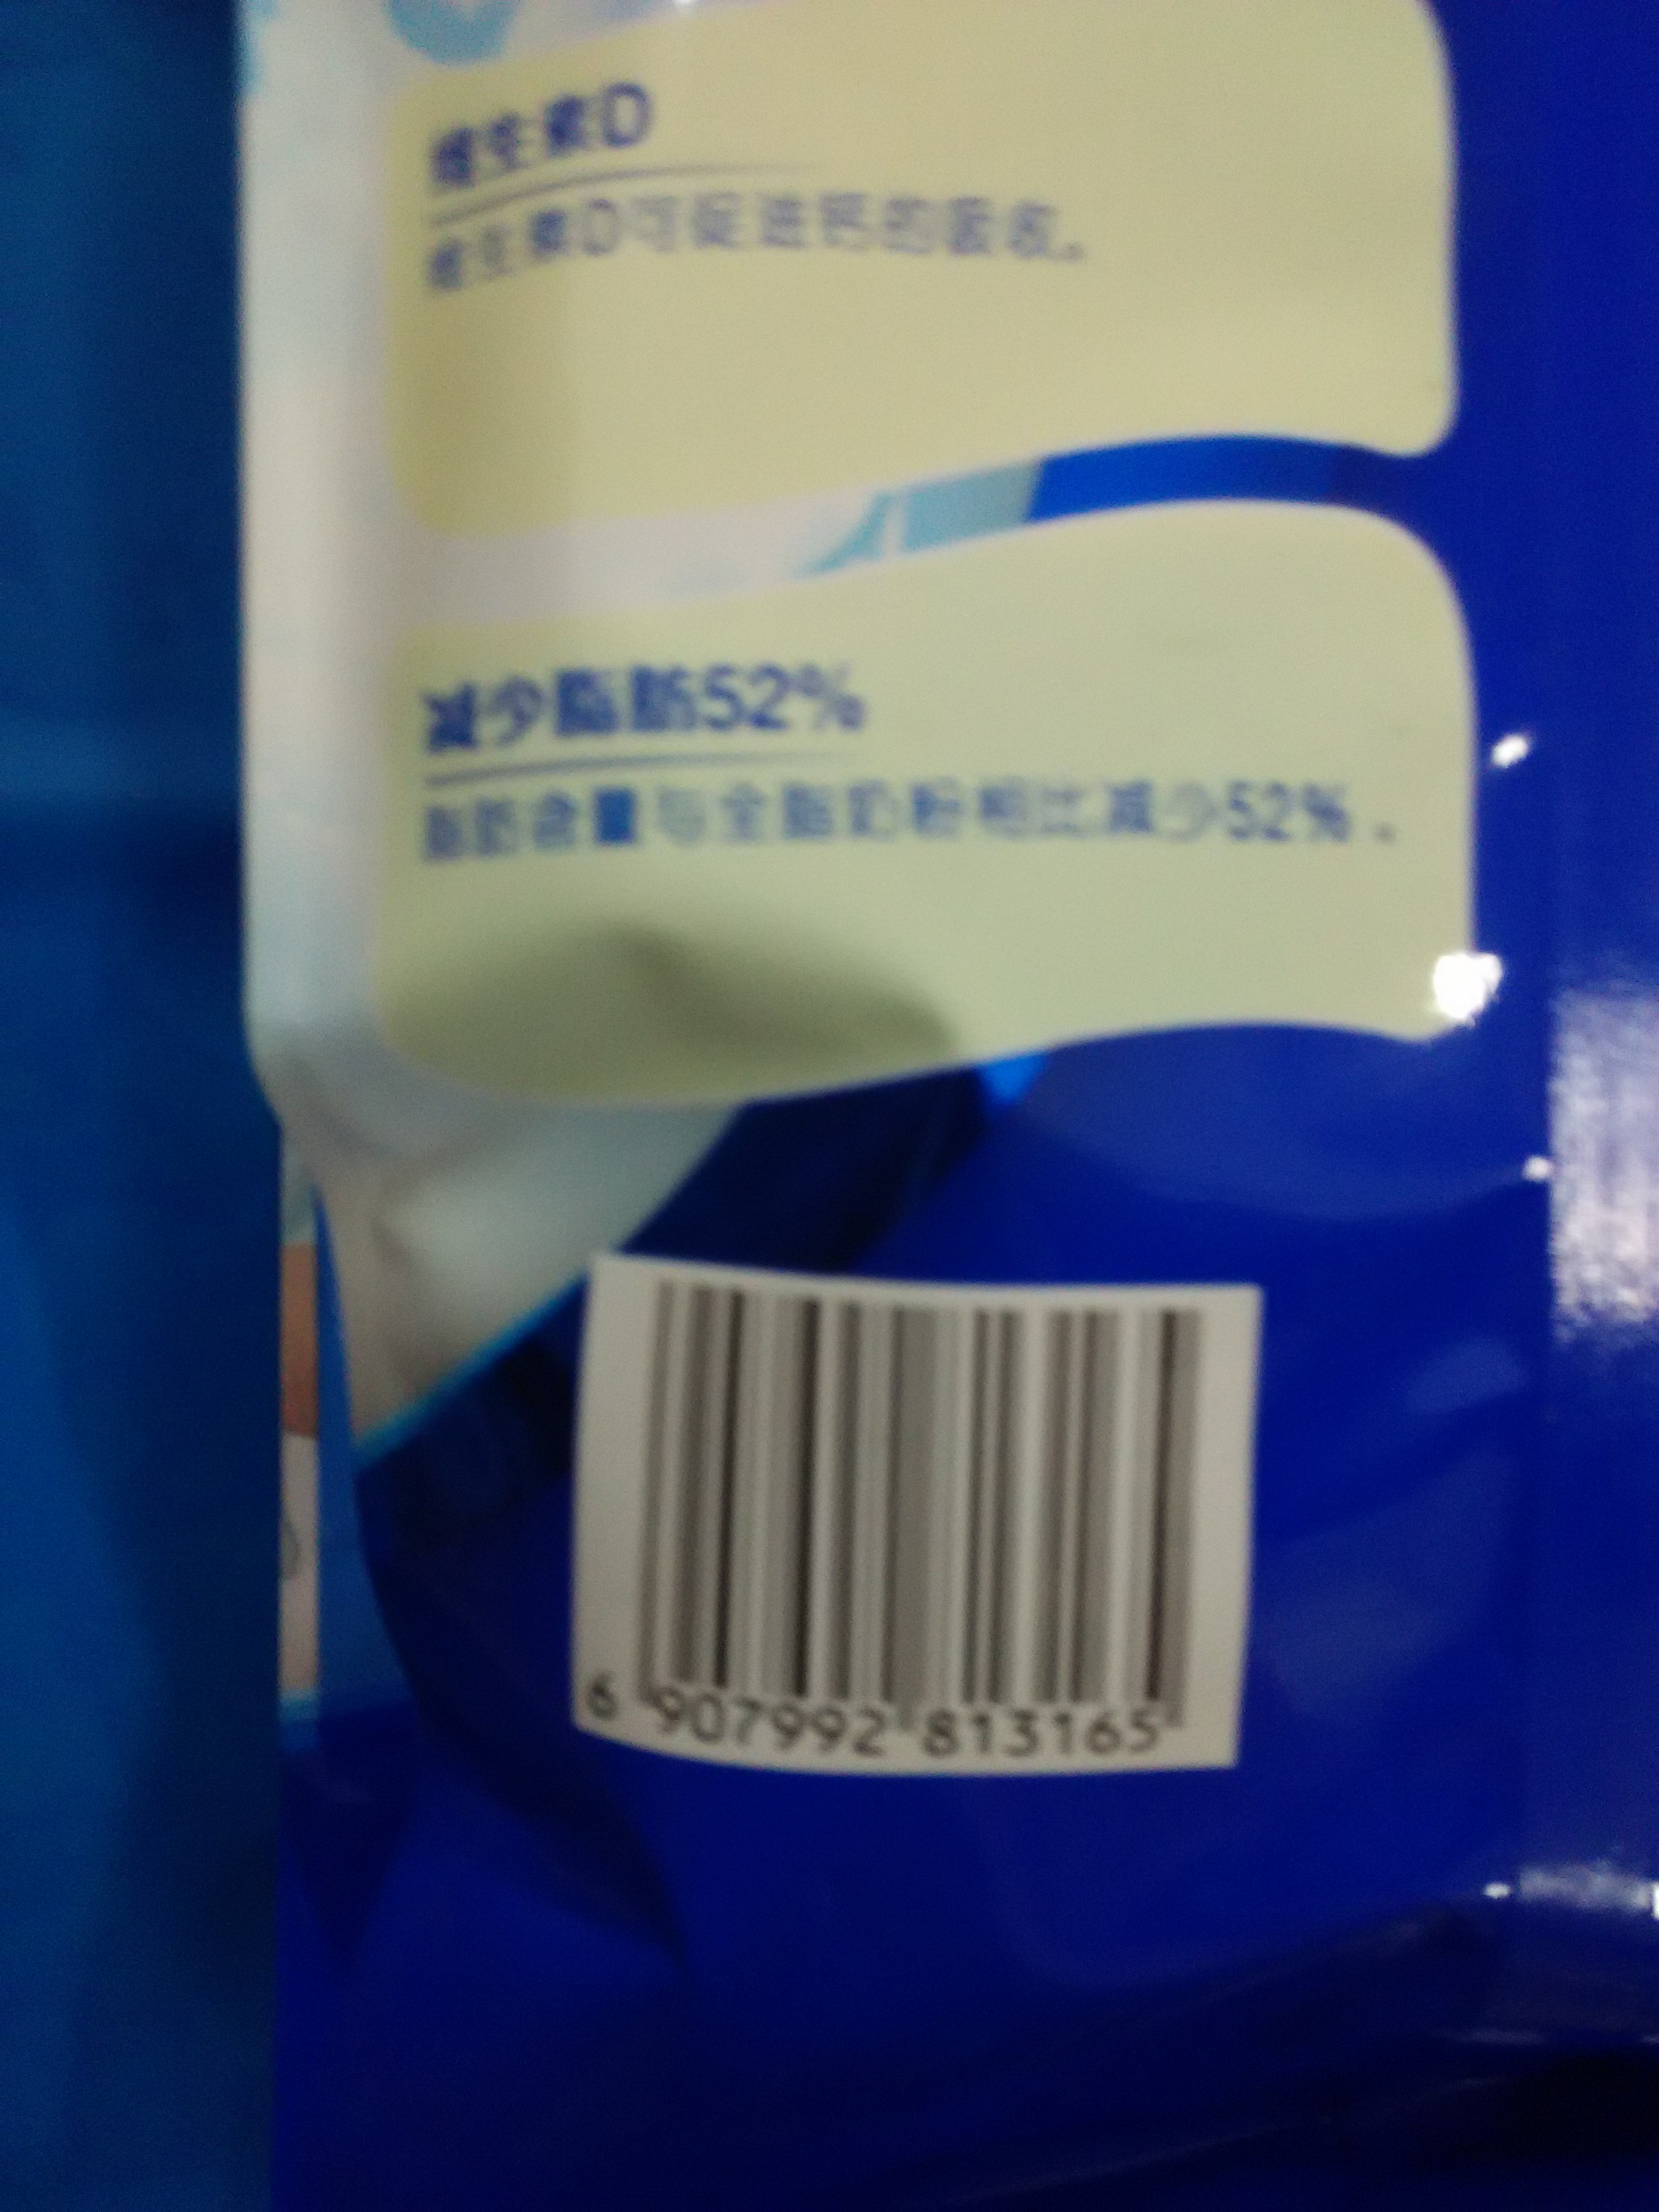 维生素D
维生素D可促进钙的吸收。
减少脂肪52%
脂肪含量与全脂奶粉相比减少52%。
6 907992 813165